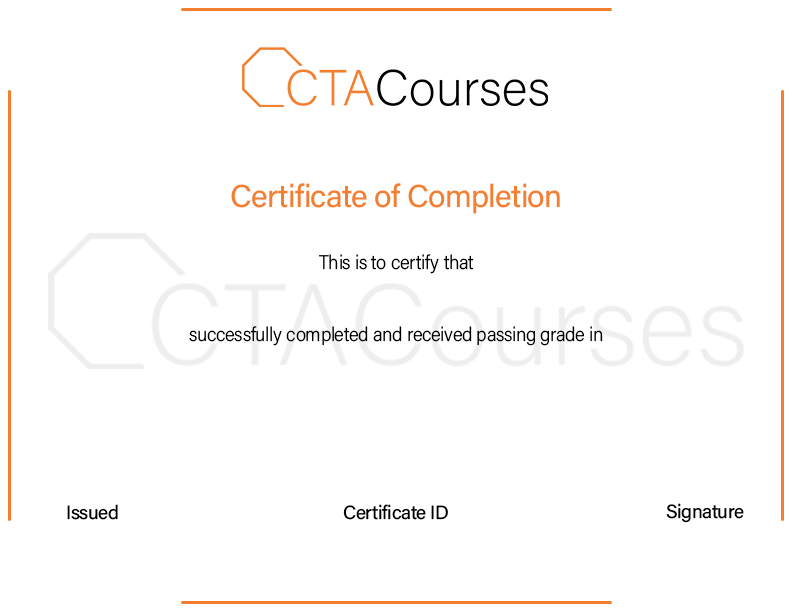 CTACourses
Certificate of Completion
This is to certify that
CTACourses
successfully completed and received passing grade in
Issued
Certificate ID
Signature